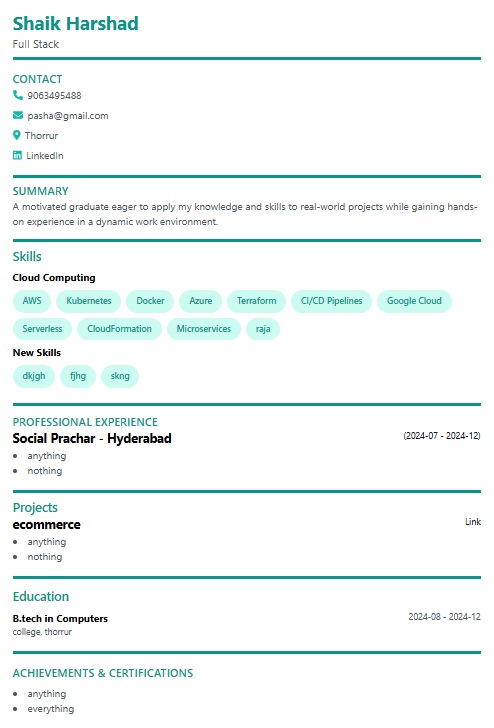 Shaik Harshad
Full Stack
CONTACT
9063495488
pasha@gmail.com
Thorrur
LinkedIn
SUMMARY
A motivated graduate eager to apply my knowledge and skills to real-world projects while gaining hands-
on experience in a dynamic work environment.
Skills
Cloud Computing
AWS Kubernetes Docker Azure Terraform CI/CD Pipelines Google Cloud
Serverless CloudFormation Microservices raja
New Skills
dkjgh fjhg skng
PROFESSIONAL EXPERIENCE
Social Prachar - Hyderabad (2024-07 - 2024-12)
• anything
• nothing
Projects
ecommerce Link
• anything
• nothing
Education
B.tech in Computers 2024-08 - 2024-12
college, thorrur
ACHIEVEMENTS & CERTIFICATIONS
• anything
• everything